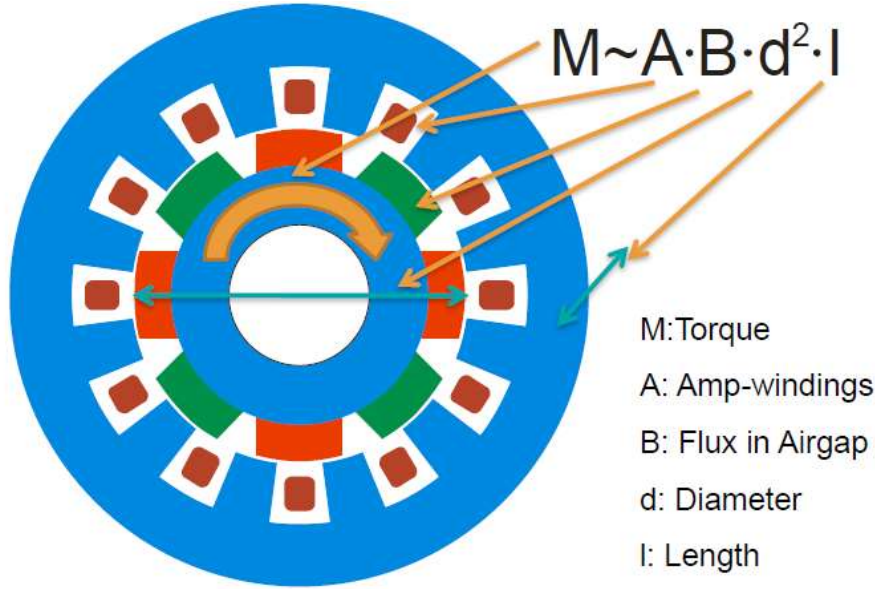 M~A·B·d²·l
M:Torque
A: Amp-windings
B: Flux in Airgap
d: Diameter
l: Length